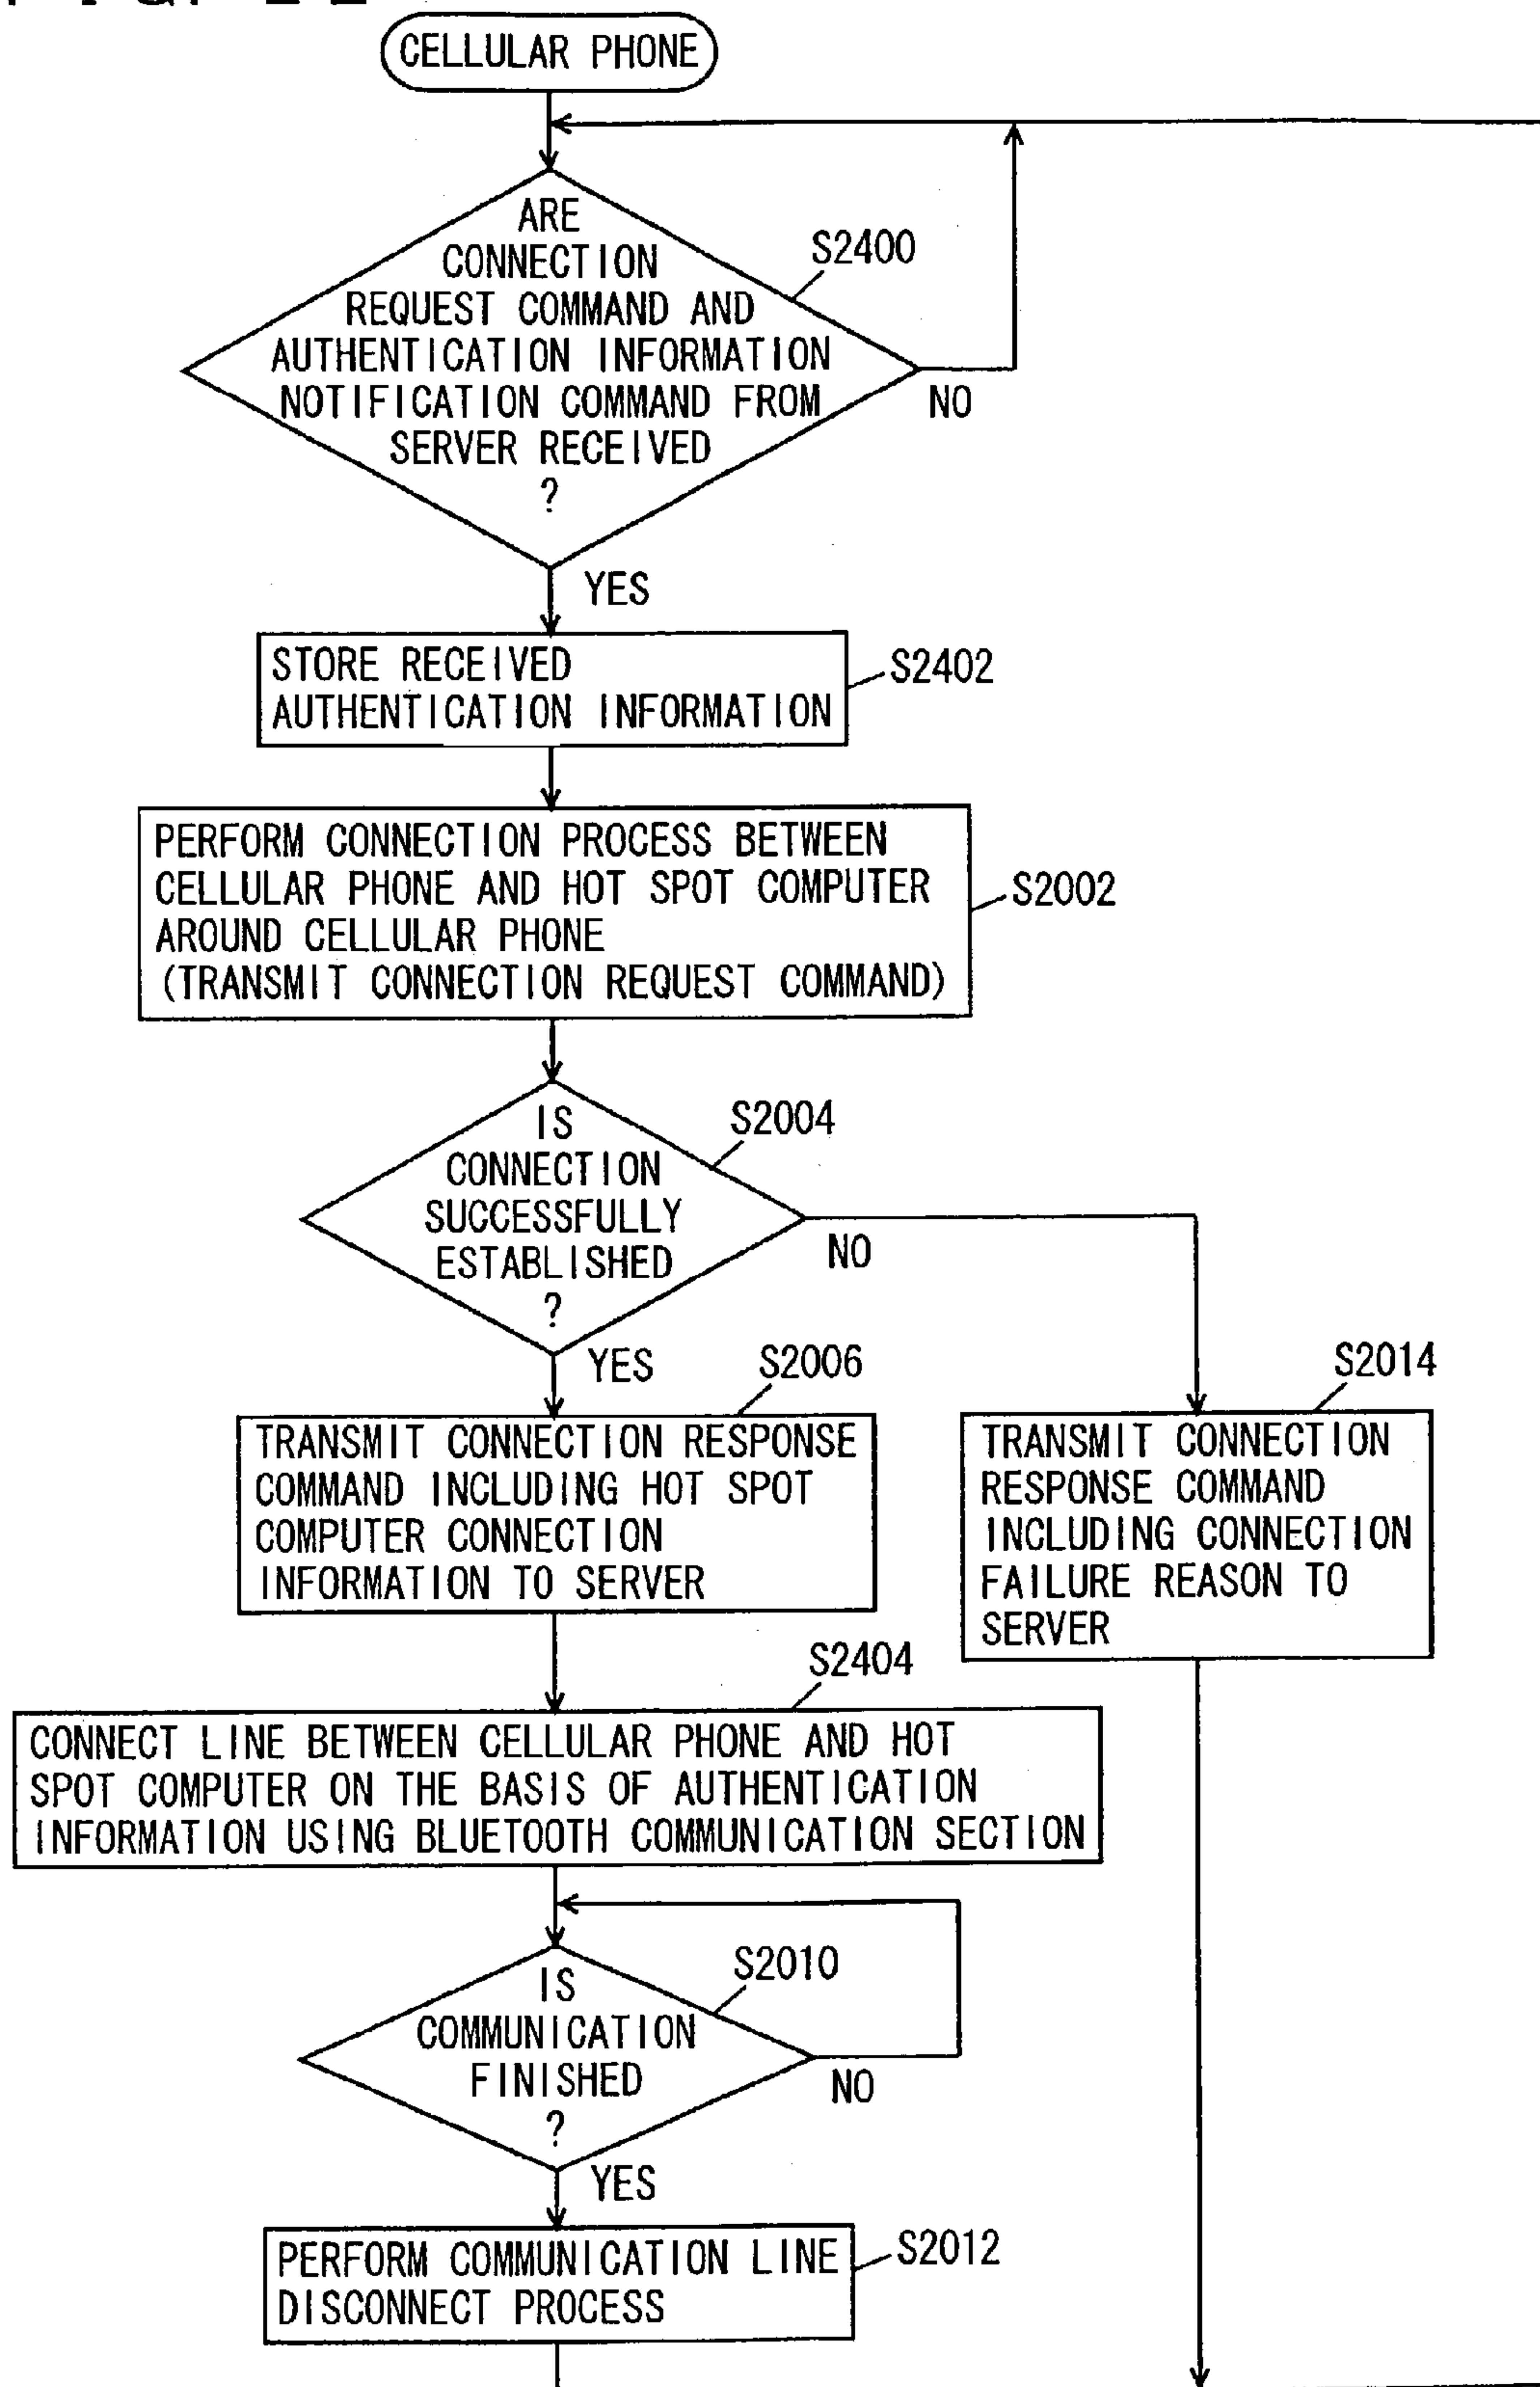 CELLULAR PHONE
ARE
CONNECTION
REQUEST COMMAND AND
AUTHENTICATION INFORMATION
NOTIFICATION COMMAND FROM
SERVER RECEIVED
?
S2400
NO
YES
STORE RECEIVED
AUTHENTICATION INFORMATION
S2402
PERFORM CONNECTION PROCESS BETWEEN
CELLULAR PHONE AND HOT SPOT COMPUTER
AROUND CELLULAR PHONE
(TRANSMIT CONNECTION REQUEST COMMAND)
S2002
IS
CONNECTION
SUCCESSFULLY
ESTABLISHED
?
S2004
NO
YES
S2006
TRANSMIT CONNECTION RESPONSE
COMMAND INCLUDING HOT SPOT
COMPUTER CONNECTION
INFORMATION TO SERVER
S2014
TRANSMIT CONNECTION
RESPONSE COMMAND
INCLUDING CONNECTION
FAILURE REASON TO
SERVER
S2404
CONNECT LINE BETWEEN CELLULAR PHONE AND HOT
SPOT COMPUTER ON THE BASIS OF AUTHENTICATION
INFORMATION USING BLUETOOTH COMMUNICATION SECTION
IS
COMMUNICATION
FINISHED
?
S2010
NO
YES
PERFORM COMMUNICATION LINE
DISCONNECT PROCESS
S2012